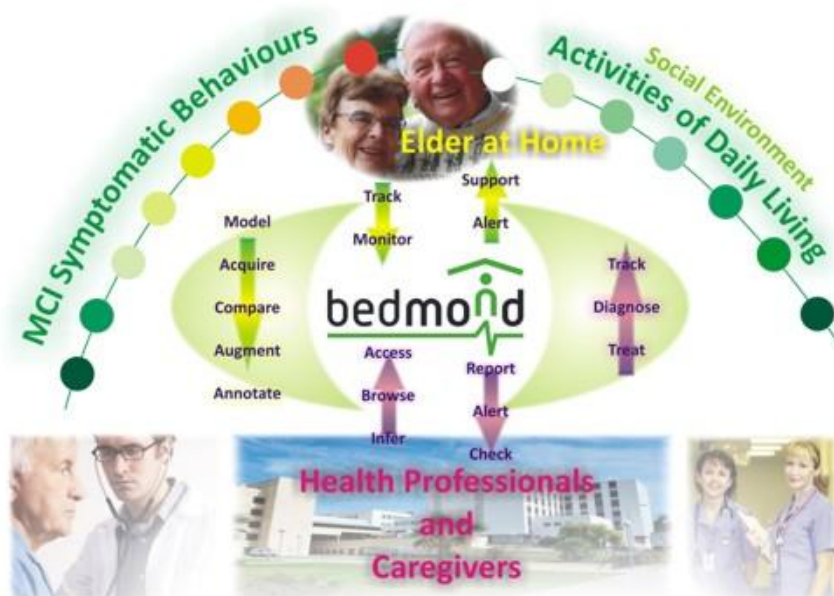 MCI Symptomatic Behaviours
Social Environment
Activities of Daily Living
Elder at Home
Track
Monitor
Support
Alert
Model
Acquire
Compare
Augment
Annotate
bedmond
Track
Diagnose
Treat
Access
Browse
Infer
Report
Alert
Check
Health Professionals
and
Caregivers